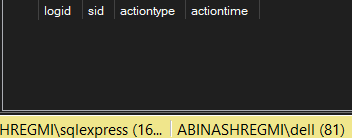 logid sid actiontype actiontime
HREGMI\sqlexpress (16... ABINASHREGMI\dell (81)